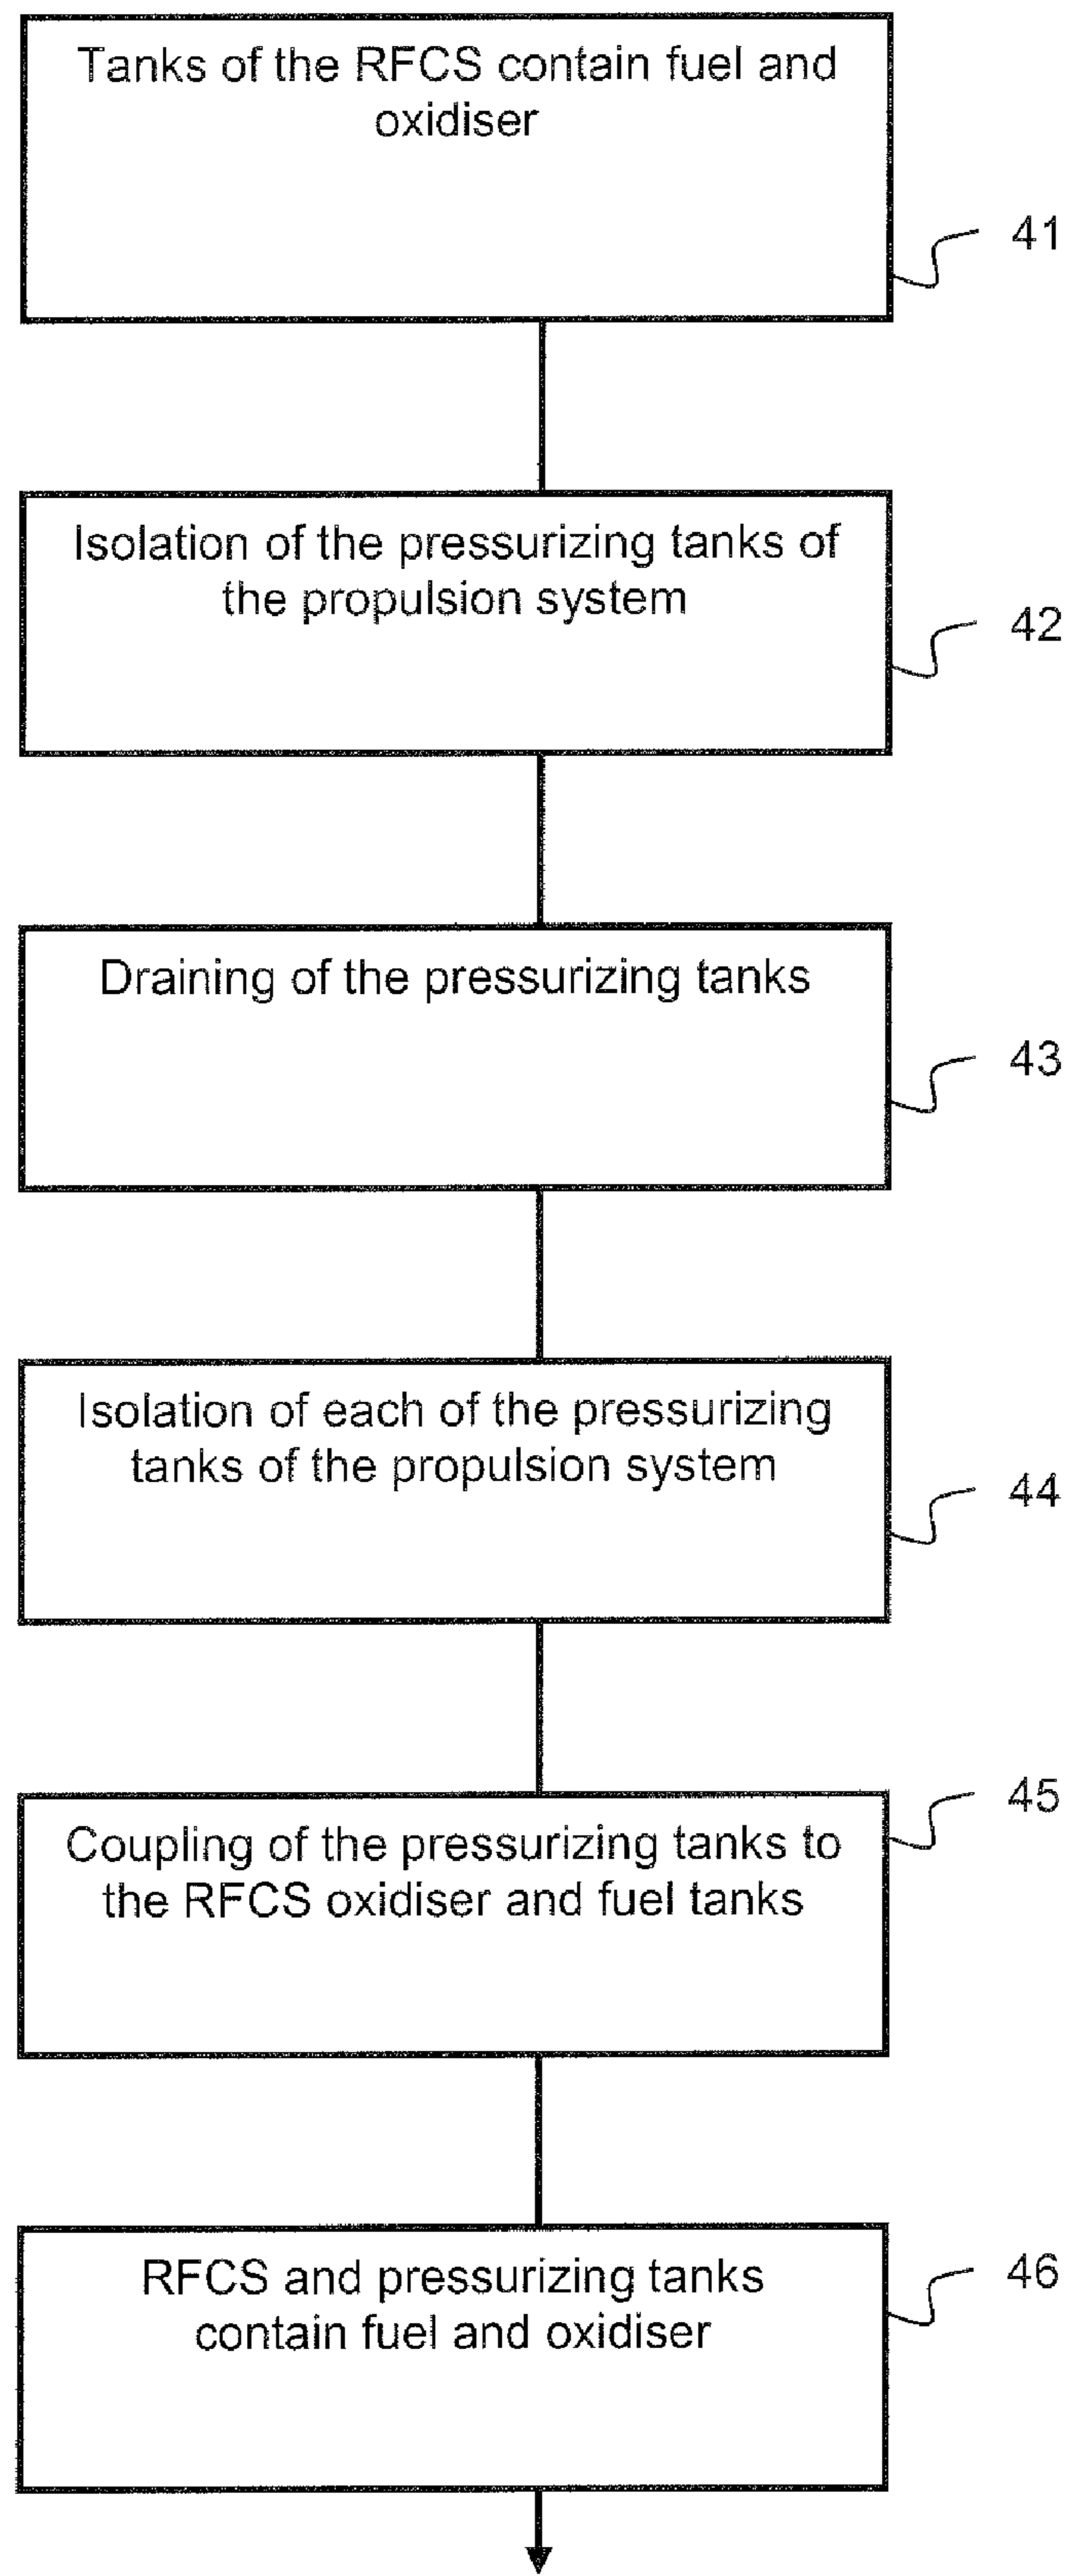 Tanks of the RFCS contain fuel and
oxidiser
41
Isolation of the pressurizing tanks of
the propulsion system
42
Draining of the pressurizing tanks
43
Isolation of each of the pressurizing
tanks of the propulsion system
44
45
Coupling of the pressurizing tanks to
the RFCS oxidiser and fuel tanks
RFCS and pressurizing tanks
contain fuel and oxidiser
46